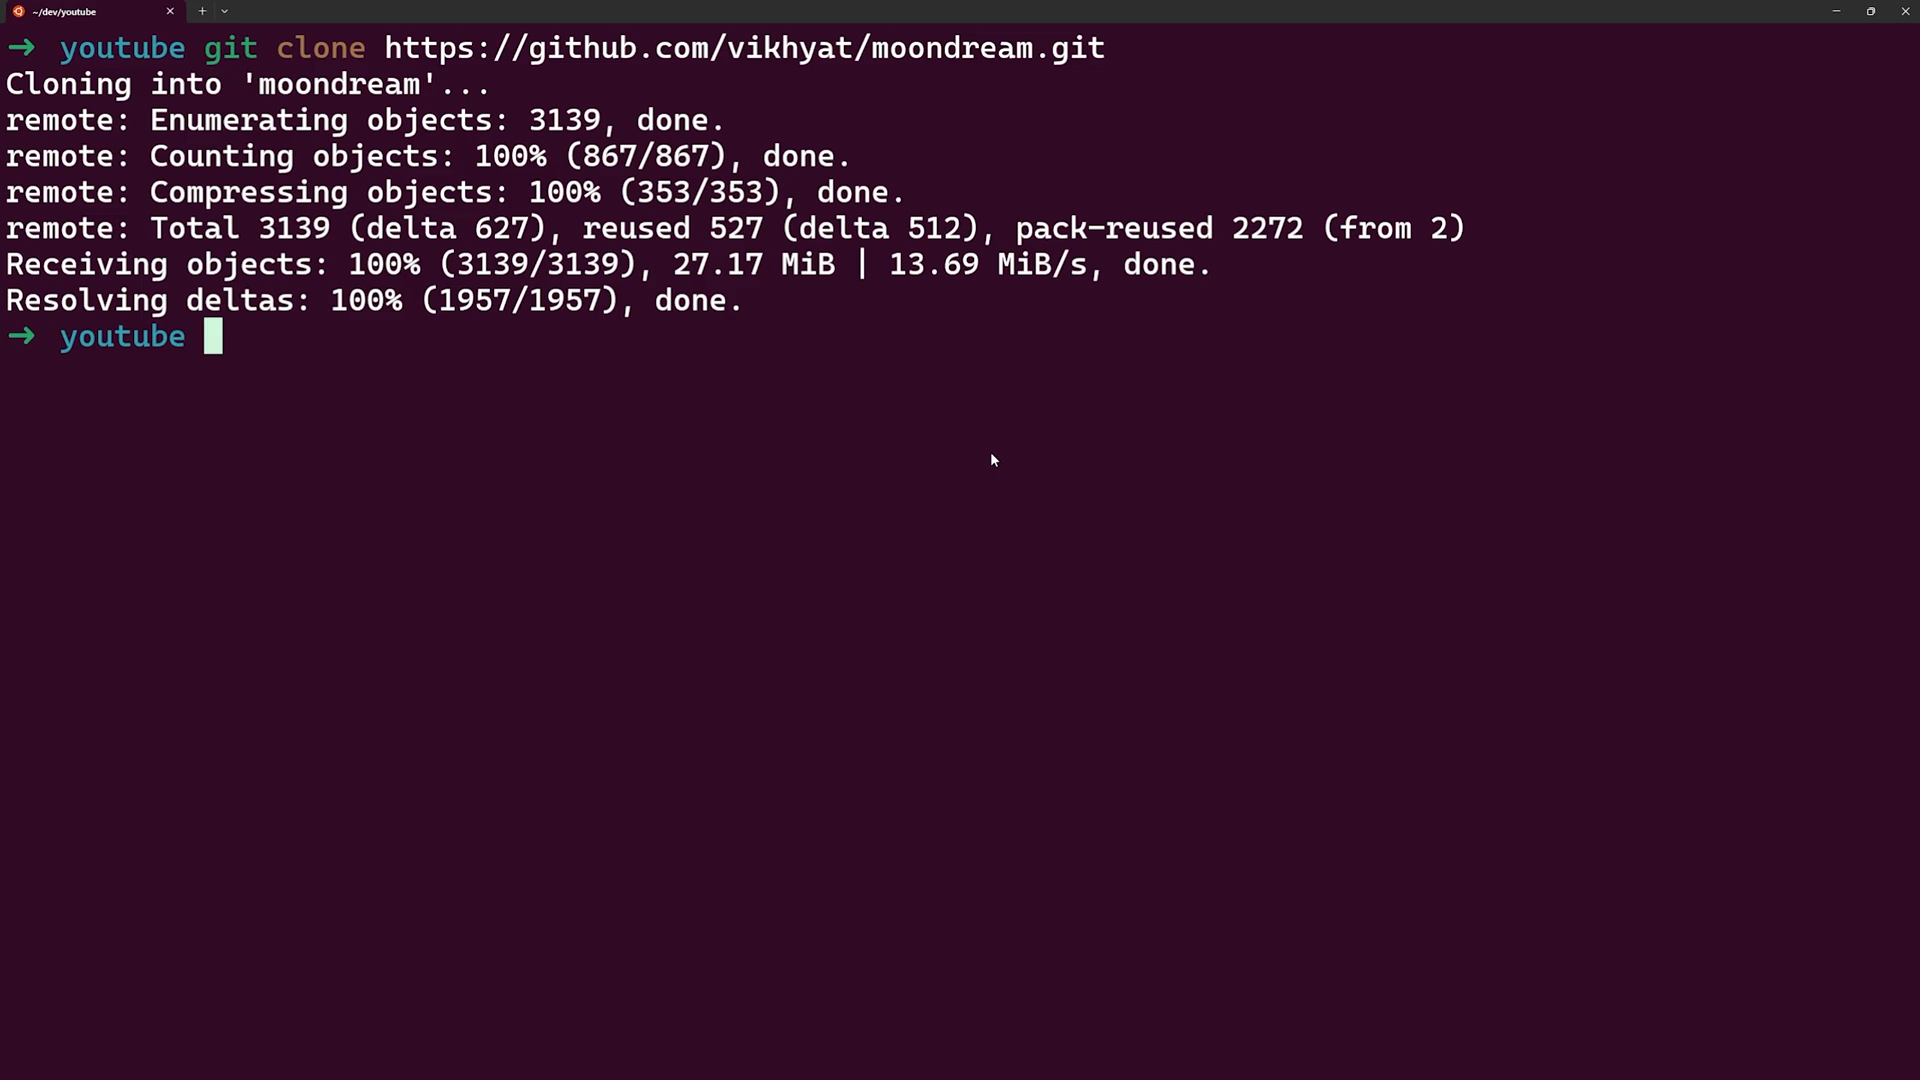 ~/dev/youtube
→ youtube git clone https://github.com/vikhyat/moondream.git
Cloning into 'moondream'...
remote: Enumerating objects: 3139, done.
remote: Counting objects: 100% (867/867), done.
remote: Compressing objects: 100% (353/353), done.
remote: Total 3139 (delta 627), reused 527 (delta 512), pack-reused 2272 (from 2)
Receiving objects: 100% (3139/3139), 27.17 MiB | 13.69 MiB/s, done.
Resolving deltas: 100% (1957/1957), done.
→ youtube